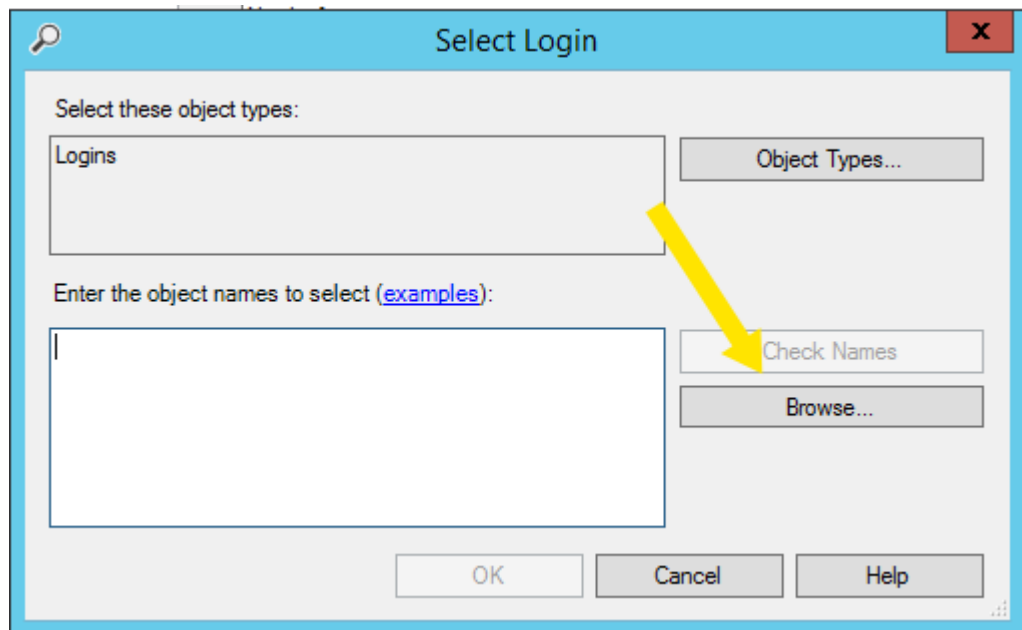 Select Login
x
Select these object types:
Logins
Object Types...
Enter the object names to select (examples):
Check Names
Browse...
OK
Cancel
Help